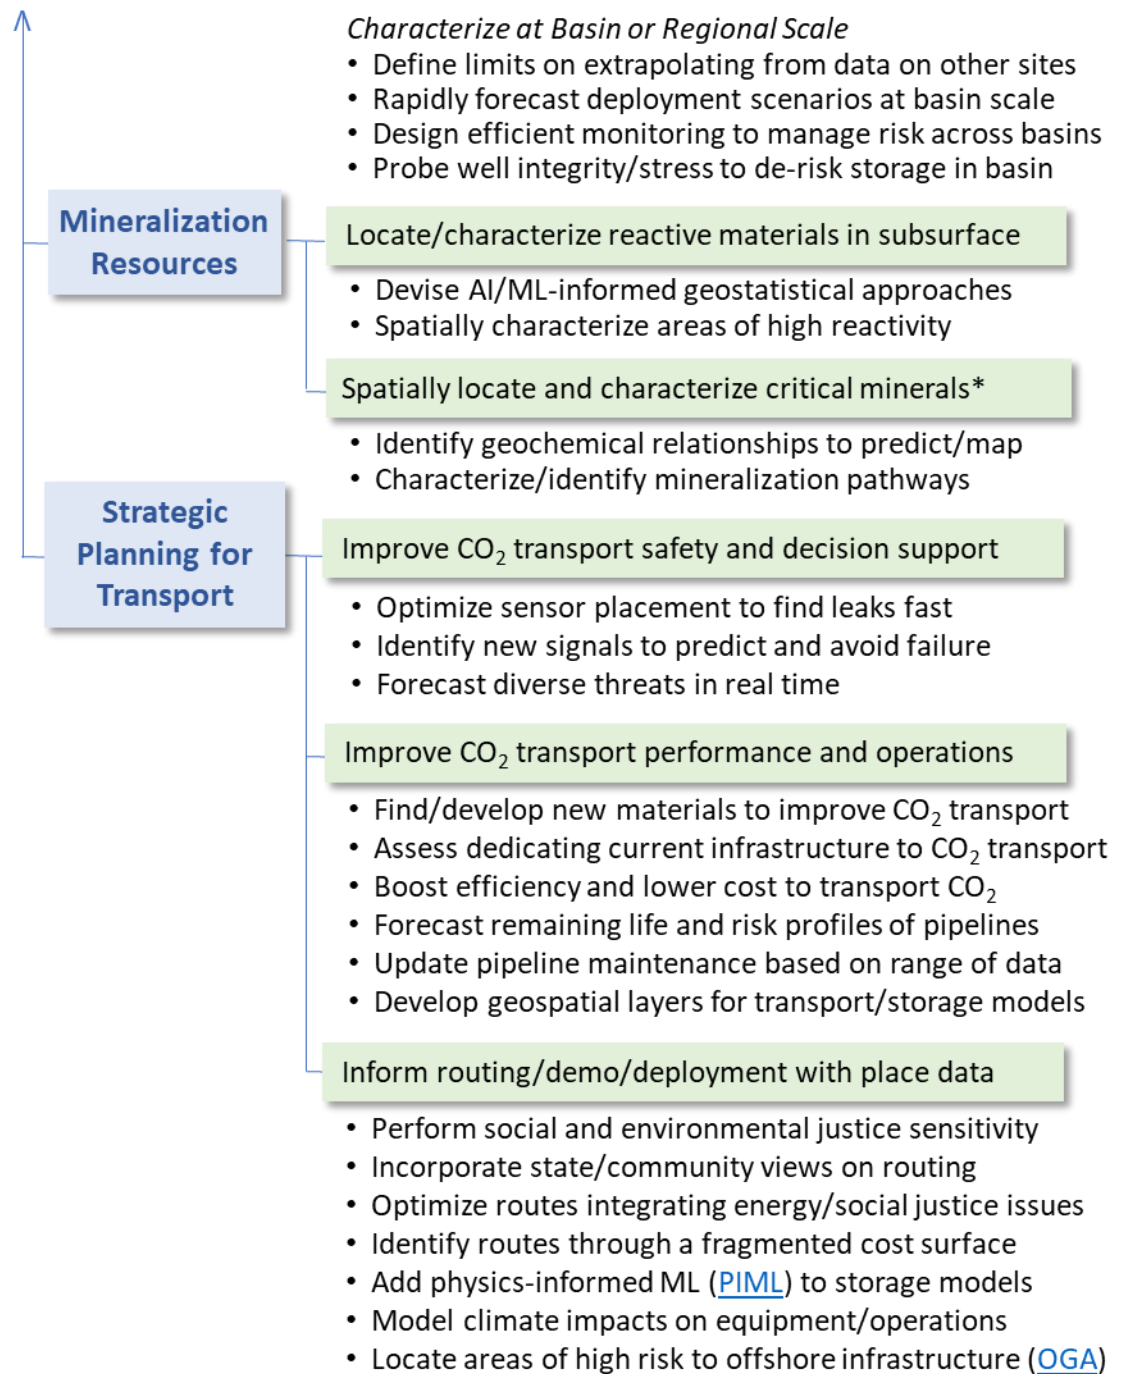 Characterize at Basin or Regional Scale
• Define limits on extrapolating from data on other sites
• Rapidly forecast deployment scenarios at basin scale
• Design efficient monitoring to manage risk across basins
• Probe well integrity/stress to de-risk storage in basin
Mineralization
Resources
Locate/characterize reactive materials in subsurface
• Devise AI/ML-informed geostatistical approaches
• Spatially characterize areas of high reactivity
Spatially locate and characterize critical minerals*
• Identify geochemical relationships to predict/map
• Characterize/identify mineralization pathways
Strategic
Planning for
Transport
Improve CO₂ transport safety and decision support
• Optimize sensor placement to find leaks fast
• Identify new signals to predict and avoid failure
• Forecast diverse threats in real time
Improve CO₂ transport performance and operations
• Find/develop new materials to improve CO₂ transport
• Assess dedicating current infrastructure to CO₂ transport
• Boost efficiency and lower cost to transport CO₂
• Forecast remaining life and risk profiles of pipelines
• Update pipeline maintenance based on range of data
• Develop geospatial layers for transport/storage models
Inform routing/demo/deployment with place data
• Perform social and environmental justice sensitivity
• Incorporate state/community views on routing
• Optimize routes integrating energy/social justice issues
• Identify routes through a fragmented cost surface
• Add physics-informed ML (PIML) to storage models
• Model climate impacts on equipment/operations
• Locate areas of high risk to offshore infrastructure (OGA)